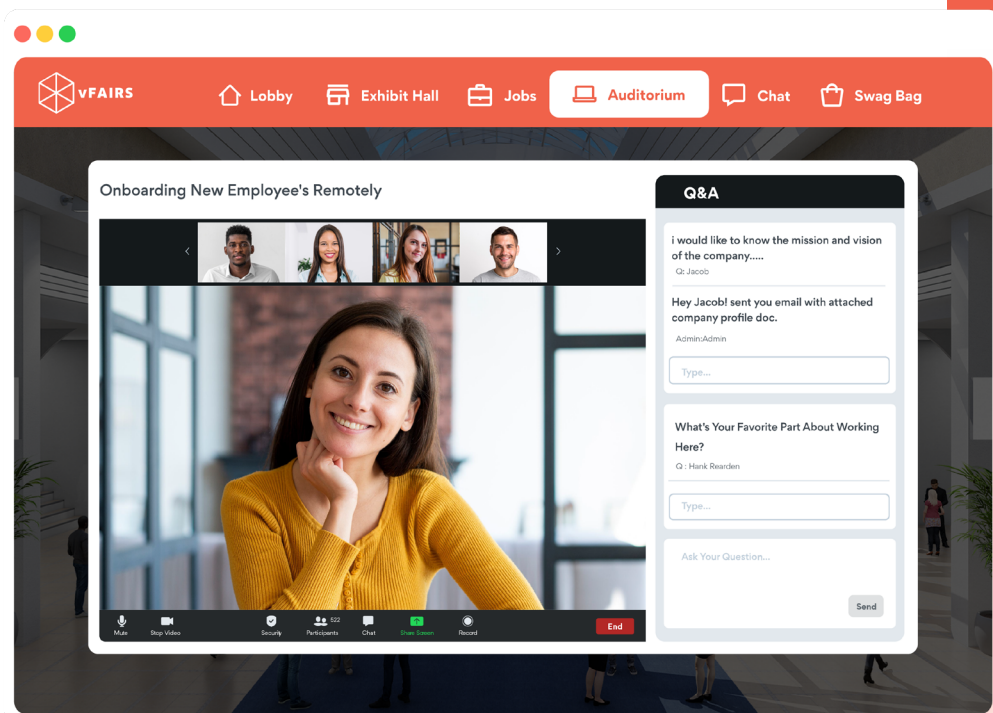 vFAIRS
Lobby
Exhibit Hall
Jobs
Auditorium
Chat
Swag Bag
Onboarding New Employee's Remotely
Q&A
i would like to know the mission and vision
of the company.....
Q: Jacob
Hey Jacob! sent you email with attached
company profile doc.
Admin:Admin
Type...
What's Your Favorite Part About Working
Here?
Q : Hank Rearden
Type...
Ask Your Question...
Send
Mute
Stop Video
Security
522
Participants
Chat
Share Screen
Record
End